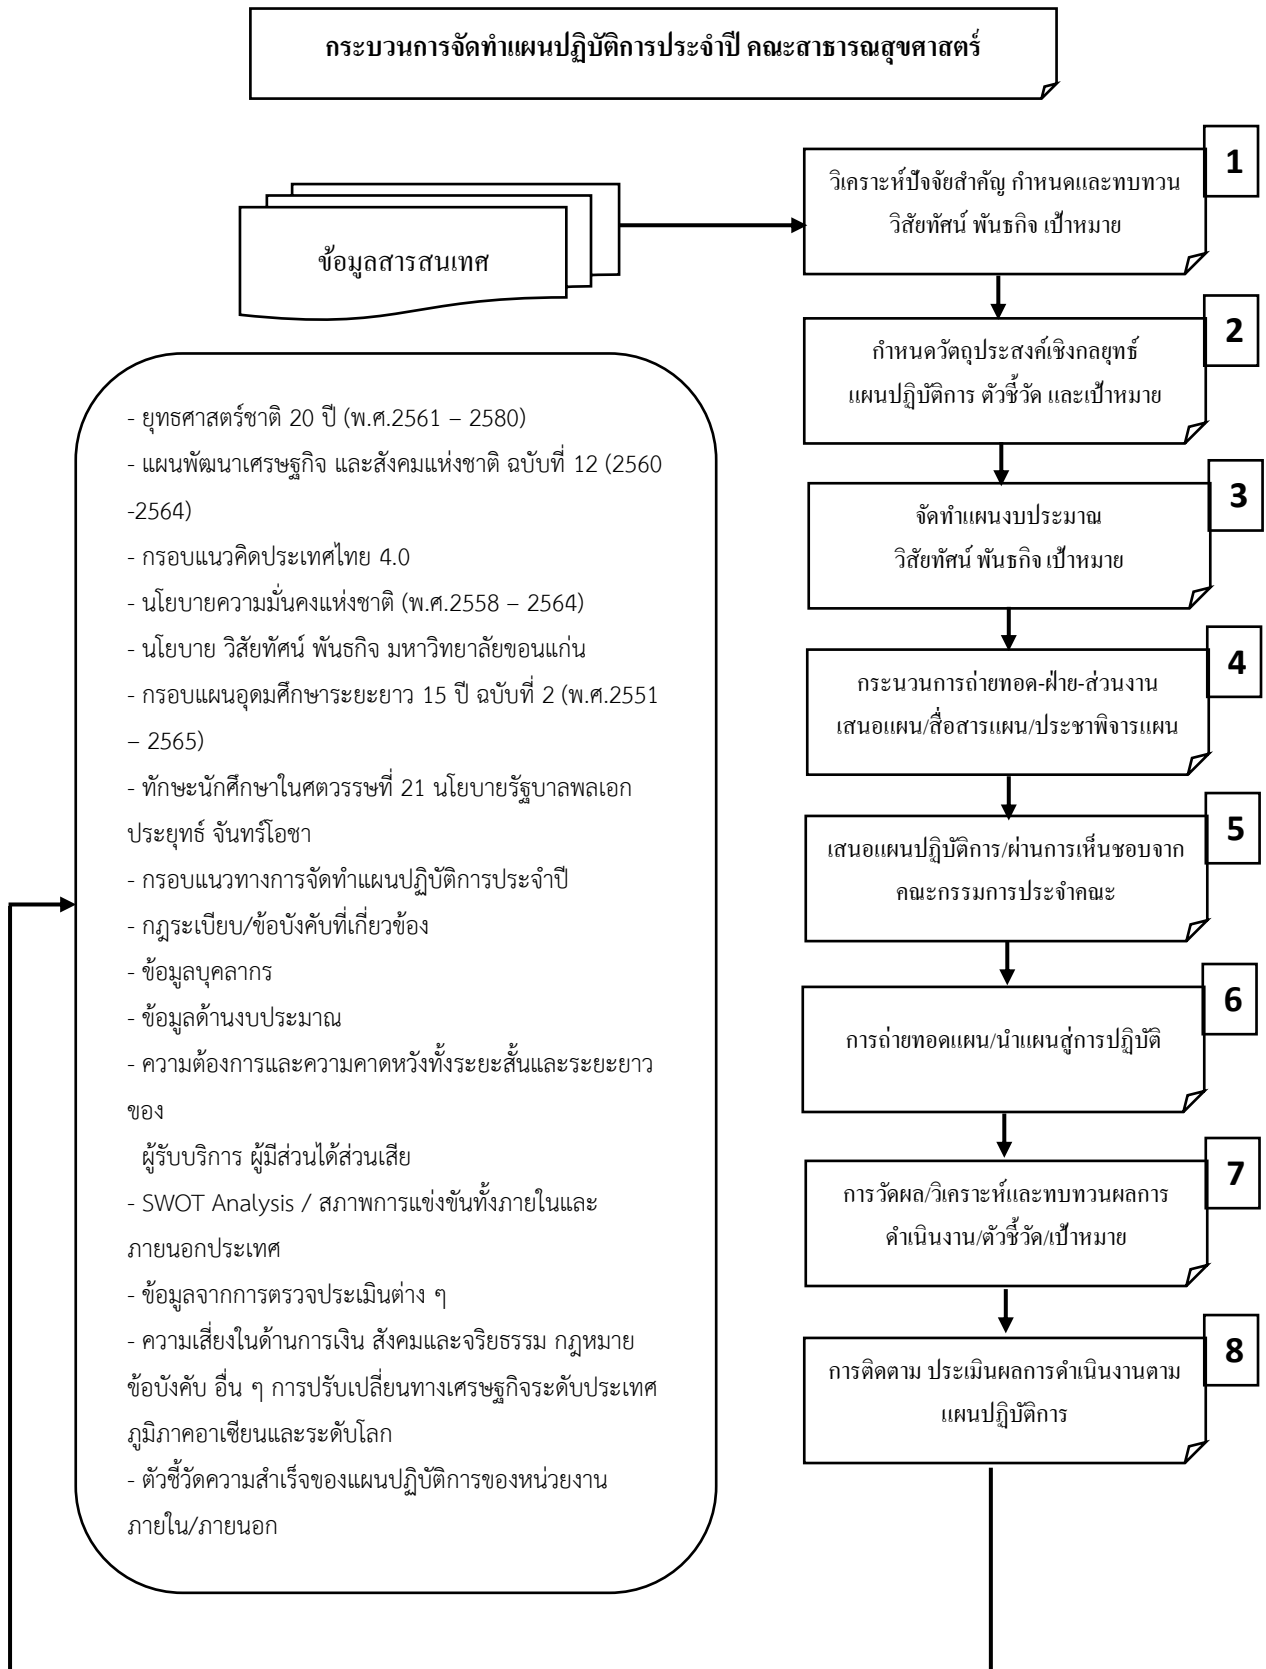 กระบวนการจัดทำแผนปฏิบัติการประจำปี คณะสาธารณสุขศาสตร์
ข้อมูลสารสนเทศ
- ยุทธศาสตร์ชาติ 20 ปี (พ.ศ.2561 – 2580)
- แผนพัฒนาเศรษฐกิจ และสังคมแห่งชาติ ฉบับที่ 12 (2560
-2564)
- กรอบแนวคิดประเทศไทย 4.0
- นโยบายความมั่นคงแห่งชาติ (พ.ศ.2558 – 2564)
- นโยบาย วิสัยทัศน์ พันธกิจ มหาวิทยาลัยขอนแก่น
- กรอบแผนอุดมศึกษาระยะยาว 15 ปี ฉบับที่ 2 (พ.ศ.2551
– 2565)
- ทักษะนักศึกษาในศตวรรษที่ 21 นโยบายรัฐบาลพลเอก
ประยุทธ์ จันทร์โอชา
- กรอบแนวทางการจัดทำแผนปฏิบัติการประจำปี
- กฎระเบียบ/ข้อบังคับที่เกี่ยวข้อง
- ข้อมูลบุคลากร
- ข้อมูลด้านงบประมาณ
- ความต้องการและความคาดหวังทั้งระยะสั้นและระยะยาว
ของ
ผู้รับบริการ ผู้มีส่วนได้ส่วนเสีย
- SWOT Analysis / สภาพการแข่งขันทั้งภายในและ
ภายนอกประเทศ
- ข้อมูลจากการตรวจประเมินต่าง ๆ
- ความเสี่ยงในด้านการเงิน สังคมและจริยธรรม กฎหมาย
ข้อบังคับ อื่น ๆ การปรับเปลี่ยนทางเศรษฐกิจระดับประเทศ
ภูมิภาคอาเซียนและระดับโลก
- ตัวชี้วัดความสำเร็จของแผนปฏิบัติการของหน่วยงาน
ภายใน/ภายนอก
1
วิเคราะห์ปัจจัยสำคัญ กำหนดและทบทวน
วิสัยทัศน์ พันธกิจ เป้าหมาย
2
กำหนดวัตถุประสงค์เชิงกลยุทธ์
แผนปฏิบัติการ ตัวชี้วัด และเป้าหมาย
3
จัดทำแผนงบประมาณ
วิสัยทัศน์ พันธกิจ เป้าหมาย
4
กระนวนการถ่ายทอด-ฝ่าย-ส่วนงาน
เสนอแผน/สื่อสารแผน/ประชาพิจารแผน
5
เสนอแผนปฏิบัติการ/ผ่านการเห็นชอบจาก
คณะกรรมการประจำคณะ
6
การถ่ายทอดแผน/นำแผนสู่การปฏิบัติ
7
การวัดผล/วิเคราะห์และทบทวนผลการ
ดำเนินงาน/ตัวชี้วัด/เป้าหมาย
8
การติดตาม ประเมินผลการดำเนินงานตาม
แผนปฏิบัติการ